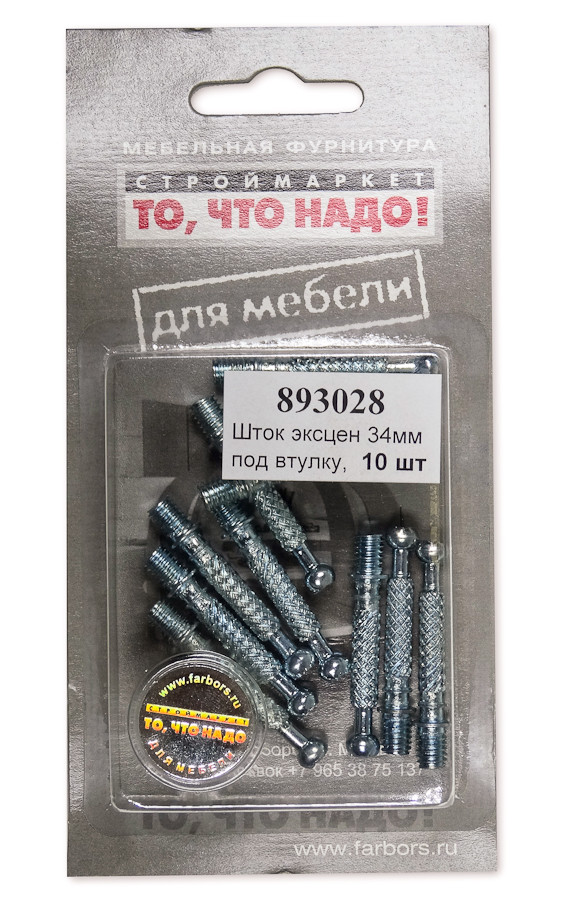 МЕБЕЛЬНАЯ ФУРНИТУРА
СТРОЙМАРКЕТ
ТО, ЧТО НАДО!
для мебели
893028
Шток эксцен 34мм
под втулку, 10 шт
www.farbors.ru
СТРОЙМАРКЕТ
ТО, ЧТО НАДО
ДЛЯ МЕБЕЛИ
+7 965 38 75 137
ТО, ЧТО НАДО!
www.farbors.ru